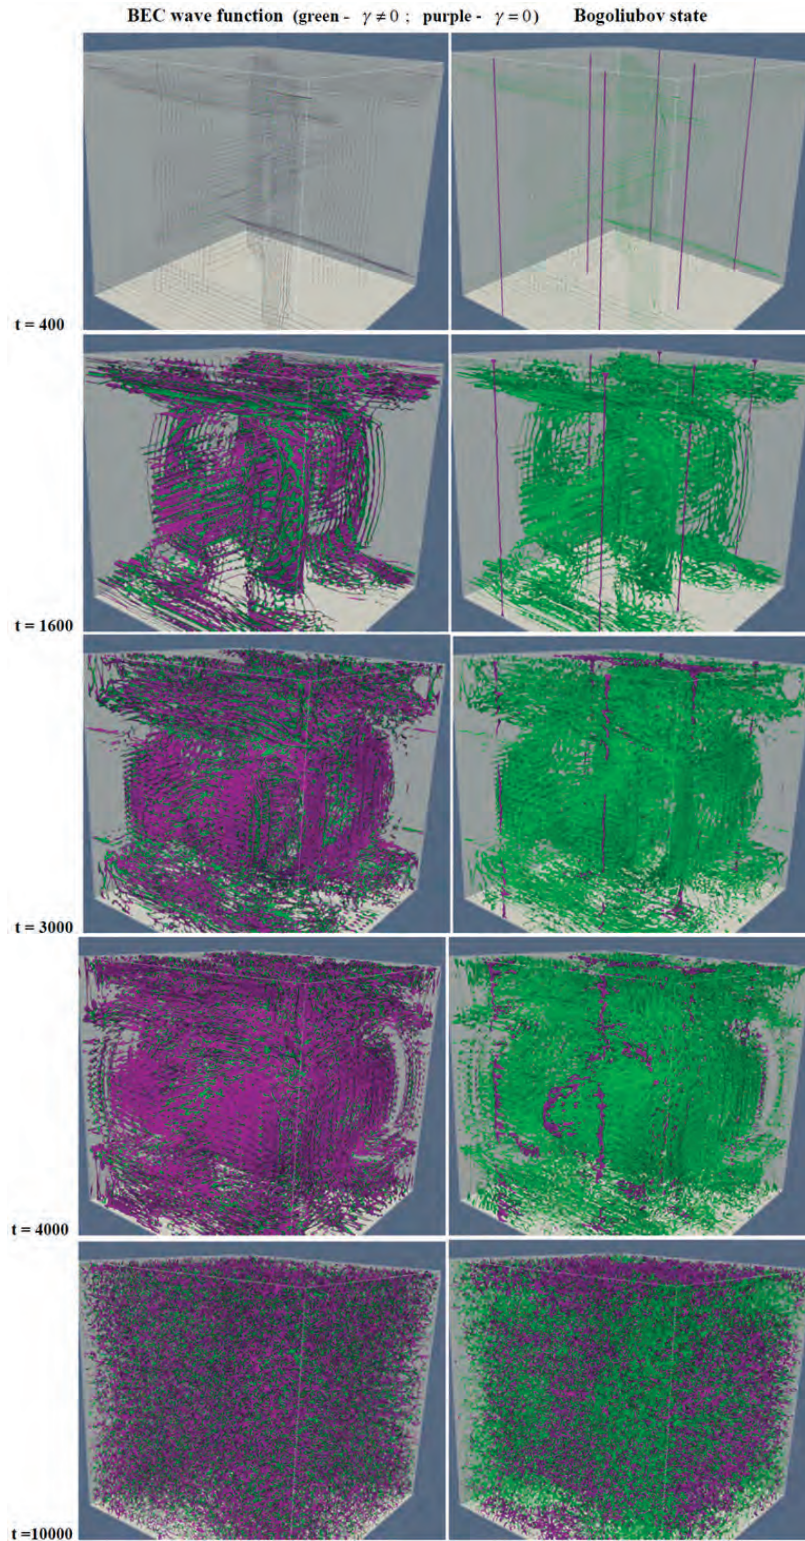 BEC wave function (green - γ ≠ 0 ; purple - γ = 0) Bogoliubov state
t = 400
t = 1600
t = 3000
t = 4000
t =10000